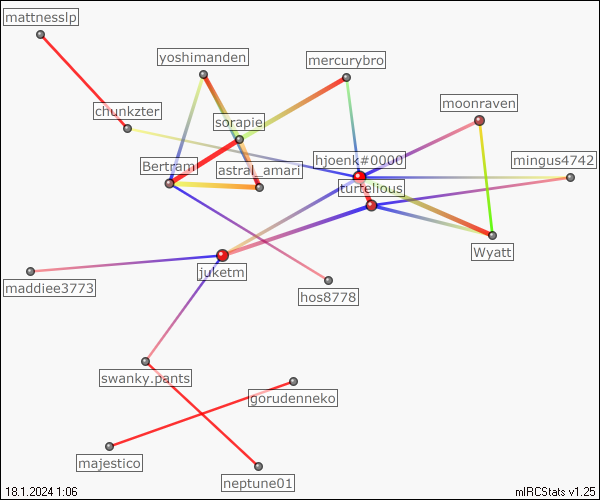 mattnesslp
yoshimanden
mercurybro
moonraven
chunkzter
sorapie
hjoenk#0000
mingus4742
Bertram
astral_amari
turtelious
Wyatt
juketm
maddiee3773
hos8778
swanky.pants
gorudenneko
majestico
neptune01
18.1.2024 1:06
mIRCStats v1.25